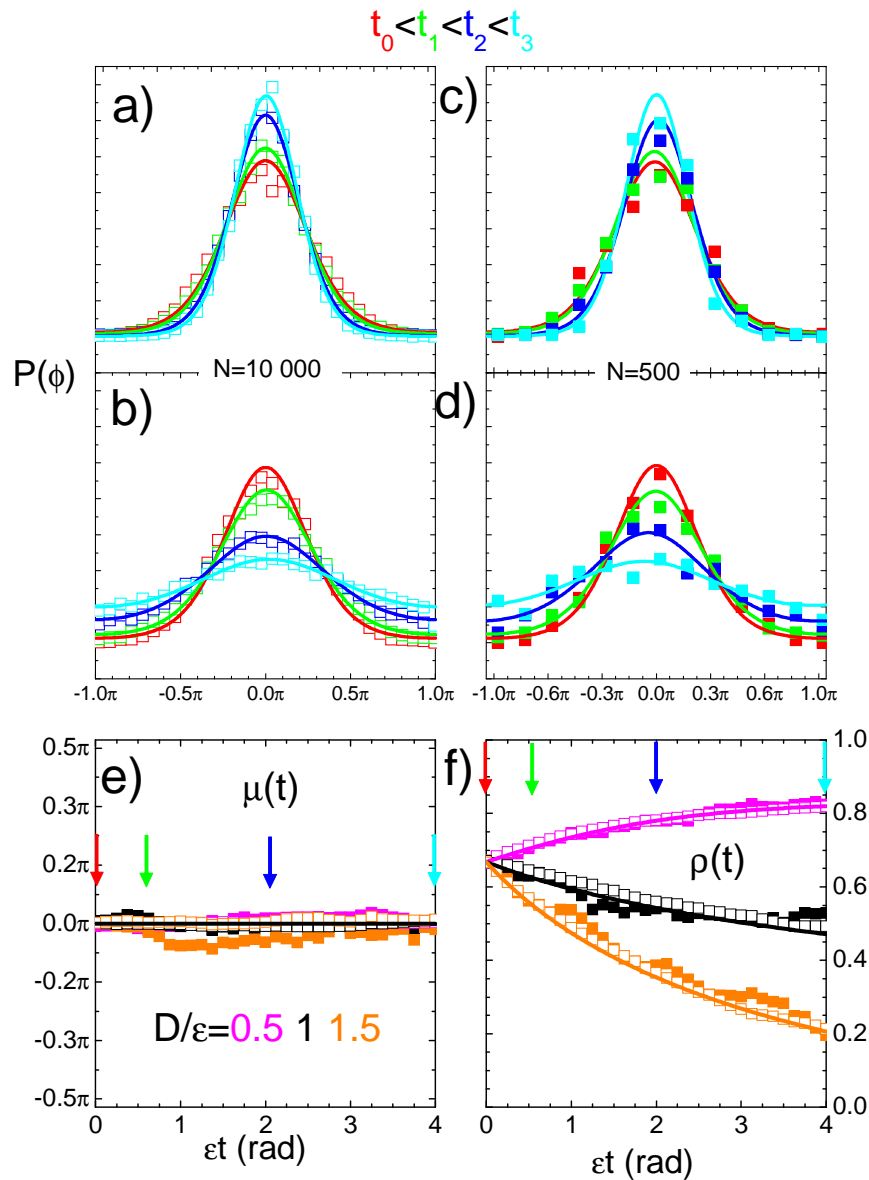 t₀<t₁<t₂<t₃
a)
c)
P(ϕ)
N=10 000
N=500
b)
d)
-1.0π -0.5π 0.0π 0.5π 1.0π
-1.0π -0.6π -0.3π 0.0π 0.3π 0.6π 1.0π
e)
μ(t)
0.5π
0.3π
0.2π
0.0π
-0.2π
-0.3π
-0.5π
D/ε=0.5 1 1.5
0 1 2 3 4
εt (rad)
f)
ρ(t)
1.0
0.8
0.6
0.4
0.2
0.0
0 1 2 3 4
εt (rad)